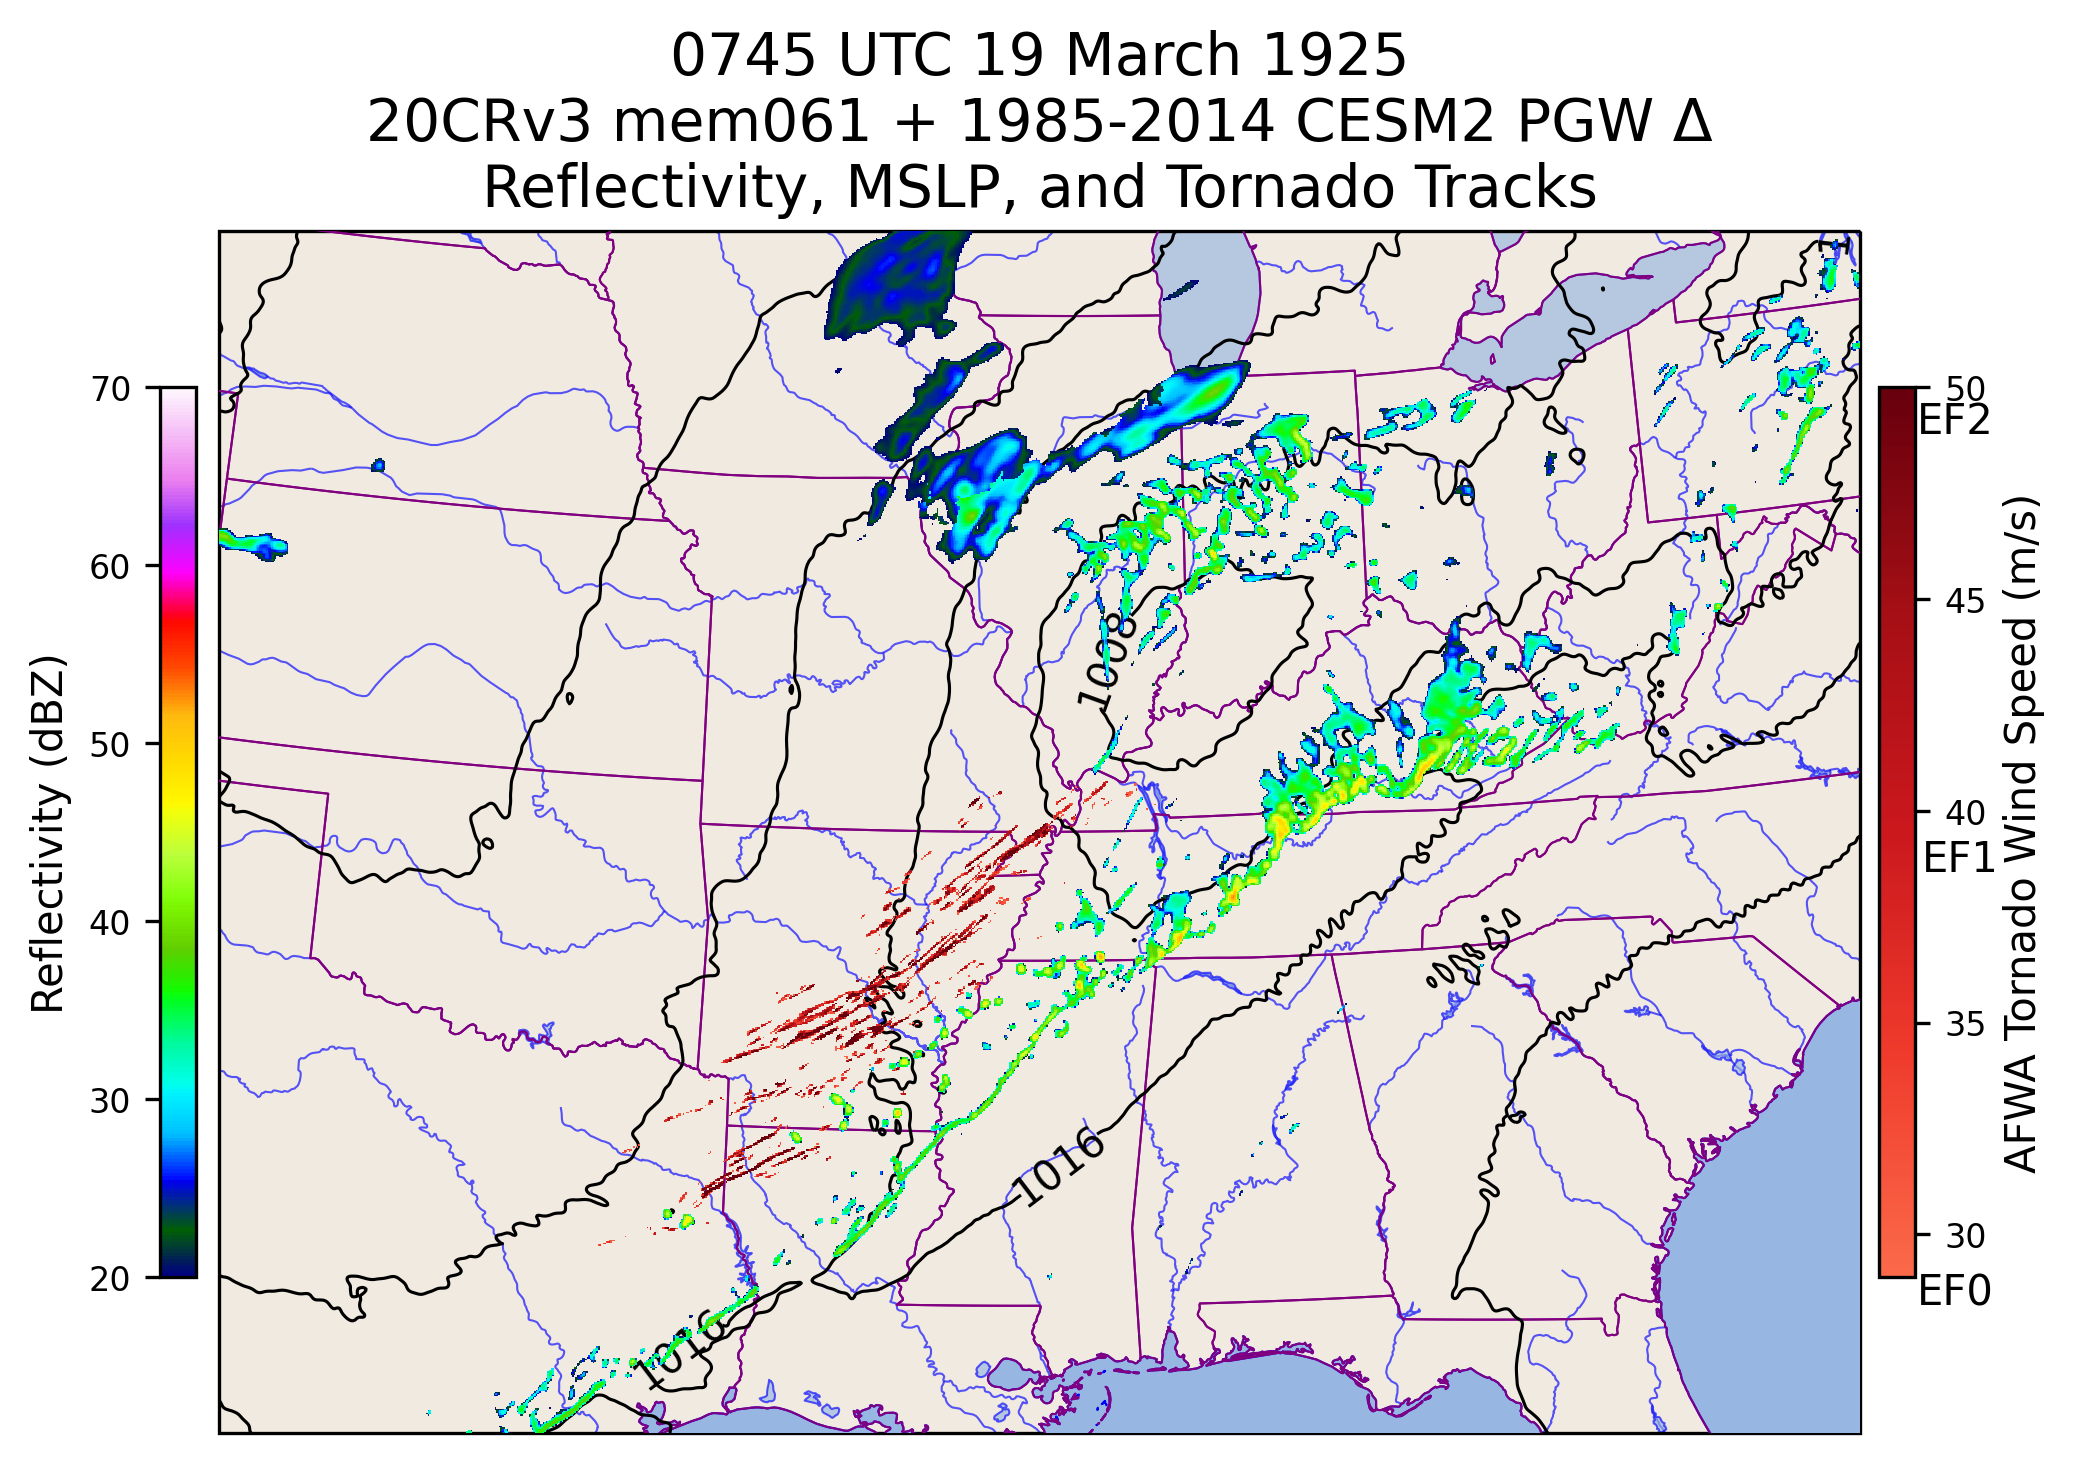 0745 UTC 19 March 1925
20CRv3 mem061 + 1985-2014 CESM2 PGW Δ
Reflectivity, MSLP, and Tornado Tracks
Reflectivity (dBZ)
70
60
50
40
30
20
1008
1016
1016
50
EF2
45
40
EF1
35
30
EF0
AFWA Tornado Wind Speed (m/s)